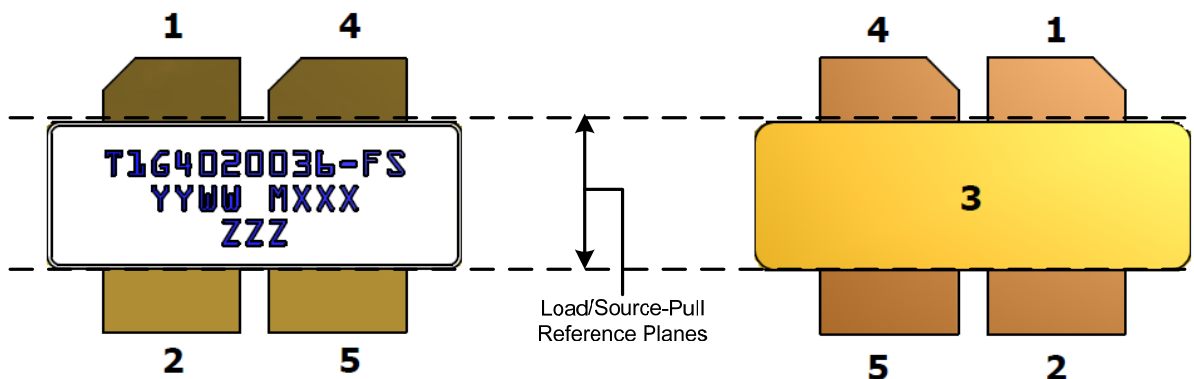 1 4
T1G4020036-FS
YYWW MXXX
ZZZ
2 5
Load/Source-Pull
Reference Planes
4 1
3
5 2